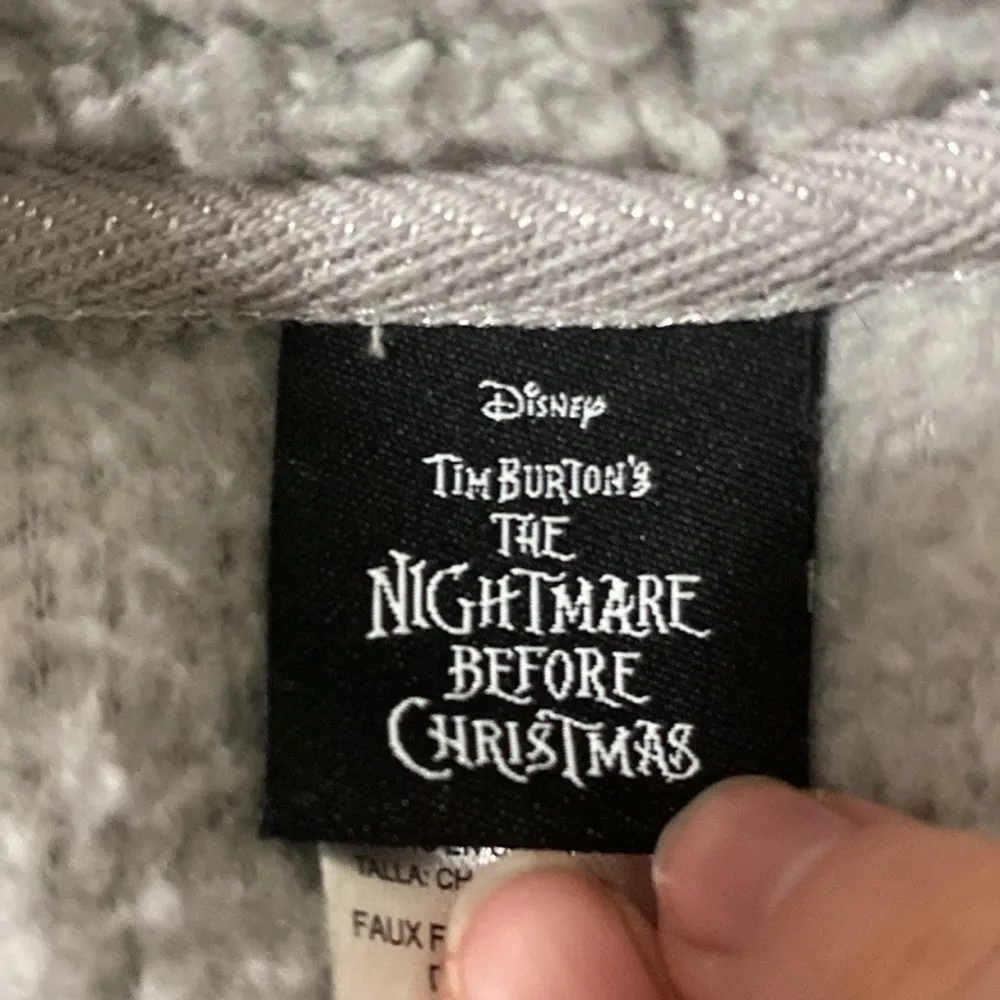 Disney
TIM BURTON'S
THE
NIGHTMARE
BEFORE
CHRISTMAS
TALLA: CH
FAUX F